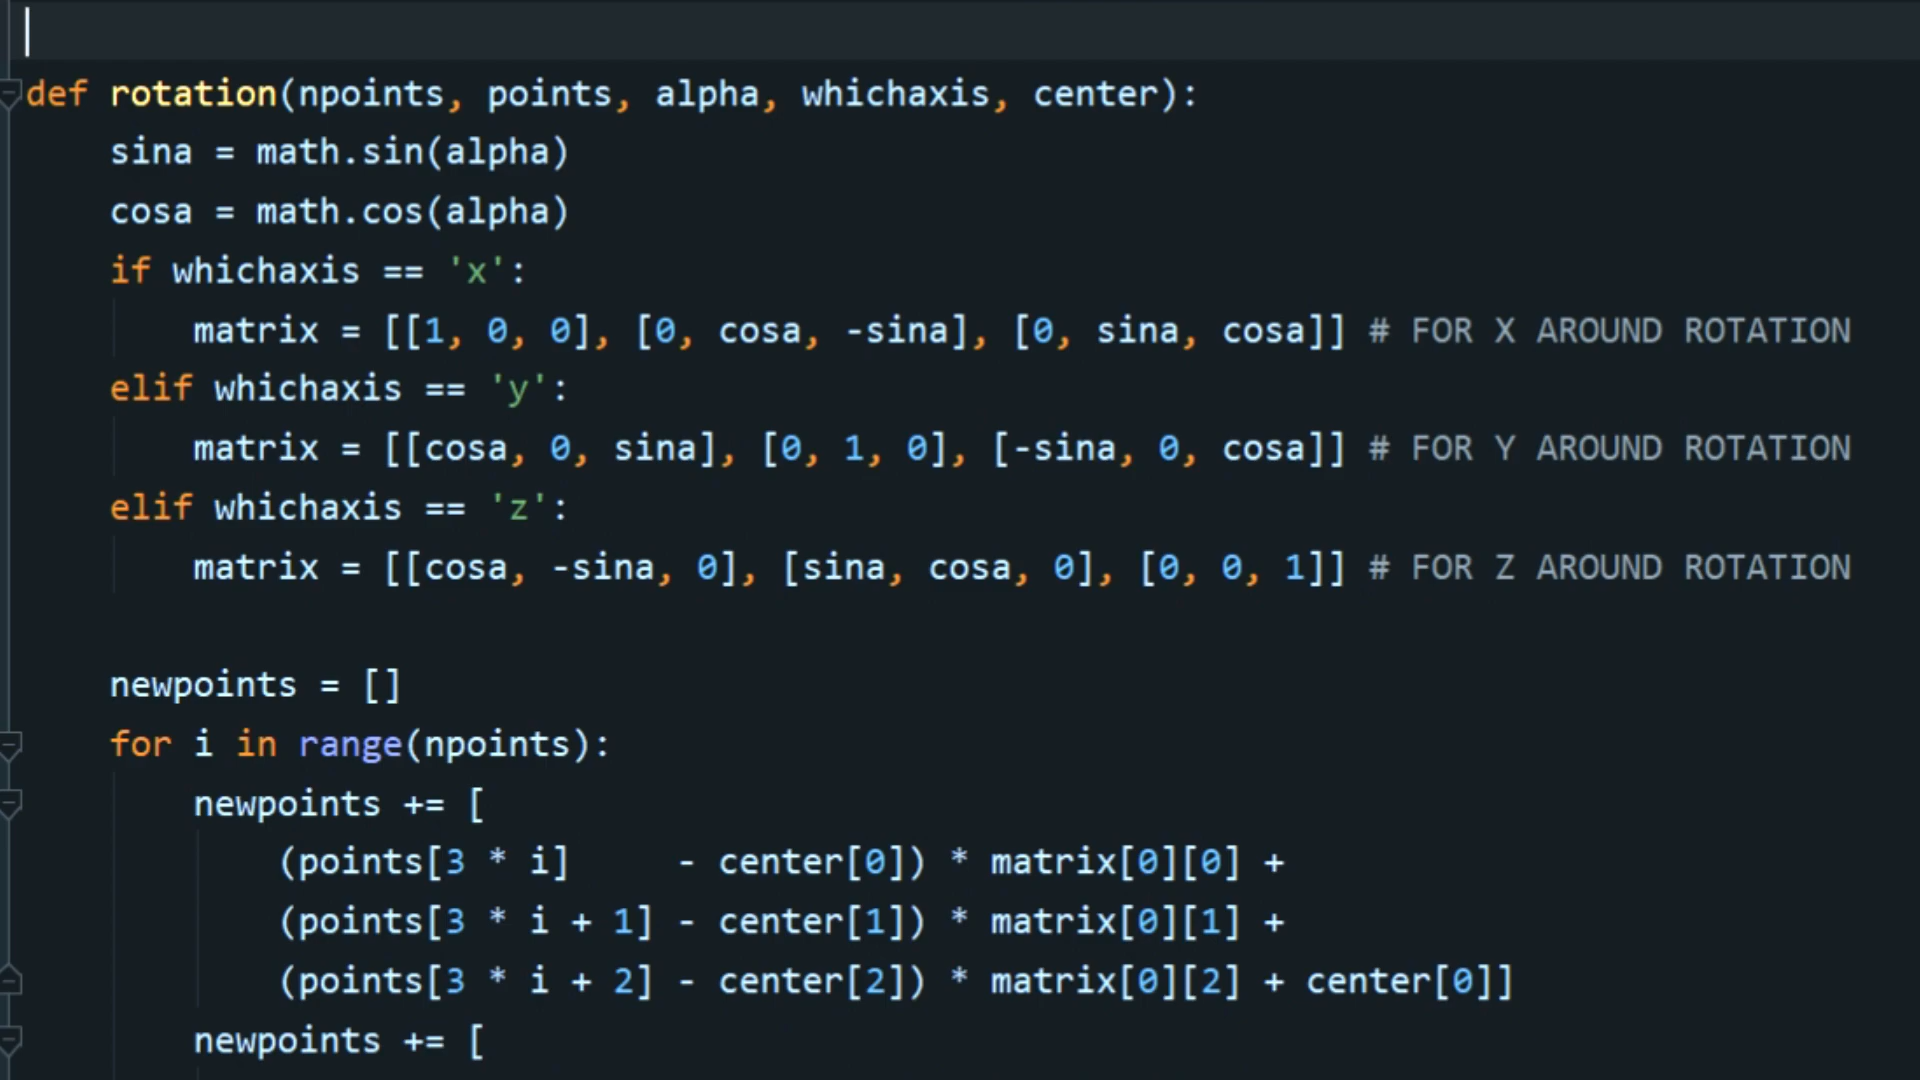 def rotation(npoints, points, alpha, whichaxis, center):
    sina = math.sin(alpha)
    cosa = math.cos(alpha)
    if whichaxis == 'x':
        matrix = [[1, 0, 0], [0, cosa, -sina], [0, sina, cosa]] # FOR X AROUND ROTATION
    elif whichaxis == 'y':
        matrix = [[cosa, 0, sina], [0, 1, 0], [-sina, 0, cosa]] # FOR Y AROUND ROTATION
    elif whichaxis == 'z':
        matrix = [[cosa, -sina, 0], [sina, cosa, 0], [0, 0, 1]] # FOR Z AROUND ROTATION

    newpoints = []
    for i in range(npoints):
        newpoints += [
            (points[3 * i]     - center[0]) * matrix[0][0] +
            (points[3 * i + 1] - center[1]) * matrix[0][1] +
            (points[3 * i + 2] - center[2]) * matrix[0][2] + center[0]]
        newpoints += [